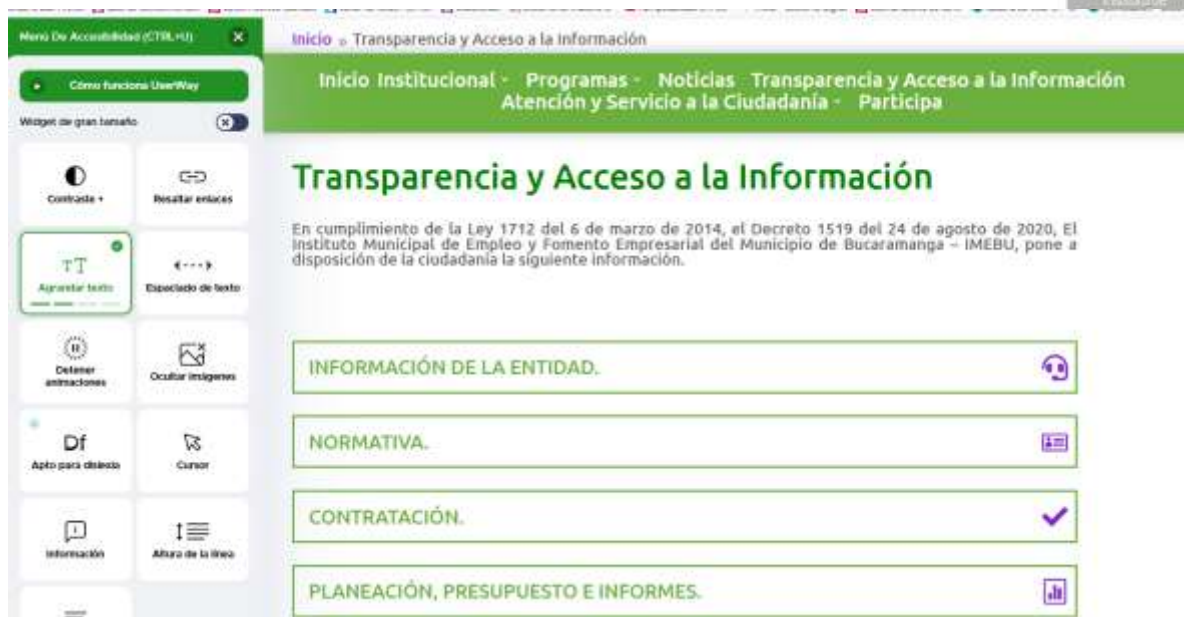 Menú De Accesibilidad (CTRL+U)
Cómo funciona UserWay
Widget de gran tamaño
Contraste +
Resaltar enlaces
Agrandar texto
Espaciado de texto
Detener animaciones
Ocultar imágenes
Df
Apto para dislexia
Cursor
Información
Altura de la línea
Inicio » Transparencia y Acceso a la Información
Inicio Institucional Programas Noticias Transparencia y Acceso a la Información
Atención y Servicio a la Ciudadanía Participa
Transparencia y Acceso a la Información
En cumplimiento de la Ley 1712 del 6 de marzo de 2014, el Decreto 1519 del 24 de agosto de 2020, El
Instituto Municipal de Empleo y Fomento Empresarial del Municipio de Bucaramanga – IMEBU, pone a
disposición de la ciudadanía la siguiente información.
INFORMACIÓN DE LA ENTIDAD.
NORMATIVA.
CONTRATACIÓN.
PLANEACIÓN, PRESUPUESTO E INFORMES.